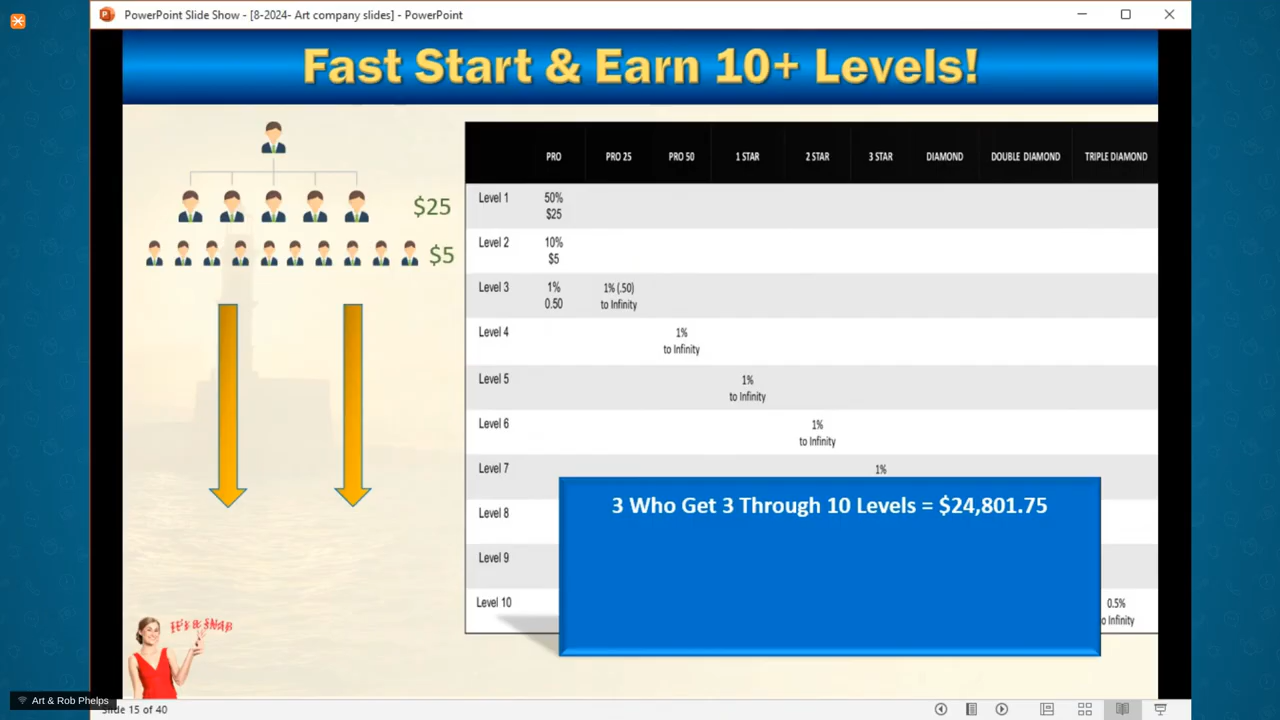 PowerPoint Slide Show - [8-2024- Art company slides] - PowerPoint
Fast Start & Earn 10+ Levels!
PRO PRO 25 PRO 50 1 STAR 2 STAR 3 STAR DIAMOND DOUBLE DIAMOND TRIPLE DIAMOND
$25
$5
Level 1 50%
$25
Level 2 10%
$5
Level 3 1% 1% (.50)
0.50 to Infinity
Level 4 1%
to Infinity
Level 5 1%
to Infinity
Level 6 1%
to Infinity
Level 7 1%
3 Who Get 3 Through 10 Levels = $24,801.75
Level 8
Level 9
Level 10 0.5%
o Infinity
IT'S A SNAP
Art & Rob Phelps
Slide 15 of 40